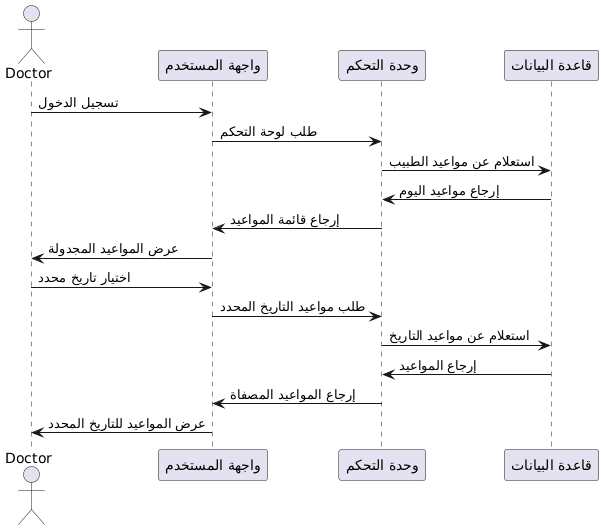 Doctor
واجهة المستخدم
وحدة التحكم
قاعدة البيانات
تسجيل الدخول
طلب لوحة التحكم
استعلام عن مواعيد الطبيب
إرجاع مواعيد اليوم
إرجاع قائمة المواعيد
عرض المواعيد المجدولة
اختيار تاريخ محدد
طلب مواعيد التاريخ المحدد
استعلام عن مواعيد التاريخ
إرجاع المواعيد
إرجاع المواعيد المصفاة
عرض المواعيد للتاريخ المحدد
Doctor
واجهة المستخدم
وحدة التحكم
قاعدة البيانات